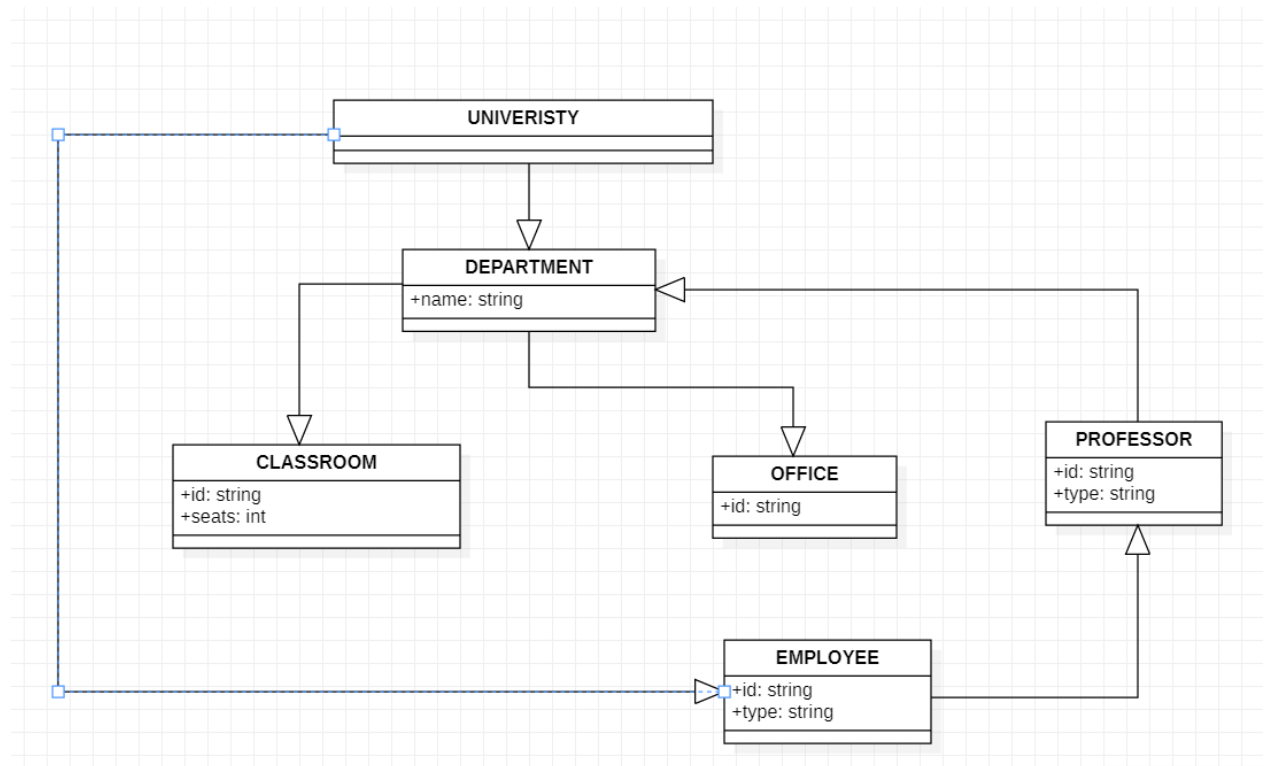 UNIVERISTY
DEPARTMENT
+name: string
CLASSROOM
+id: string
+seats: int
OFFICE
+id: string
PROFESSOR
+id: string
+type: string
EMPLOYEE
+id: string
+type: string